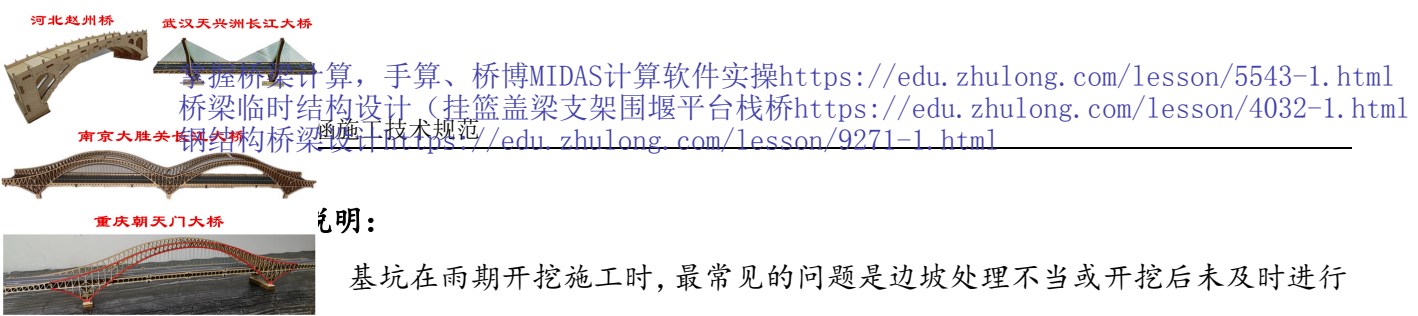 河北赵州桥
武汉天兴洲长江大桥
掌握桥梁计算，手算、桥博MIDAS计算软件实操https://edu.zhulong.com/lesson/5543-1.html
桥梁临时结构设计（挂篮盖梁支架围堰平台栈桥https://edu.zhulong.com/lesson/4032-1.html
南京大胜关长江大桥
涵施工技术规范
钢结构桥梁设计https://edu.zhulong.com/lesson/9271-1.html
重庆朝天门大桥
说明：
基坑在雨期开挖施工时,最常见的问题是边坡处理不当或开挖后未及时进行